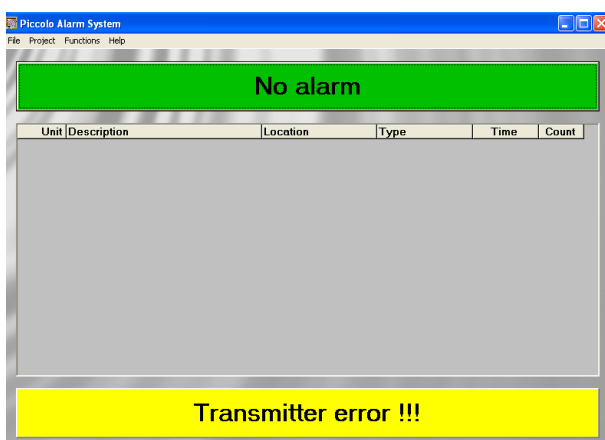 Piccolo Alarm System
File Project Functions Help
No alarm
Unit Description Location Type Time Count
Transmitter error !!!